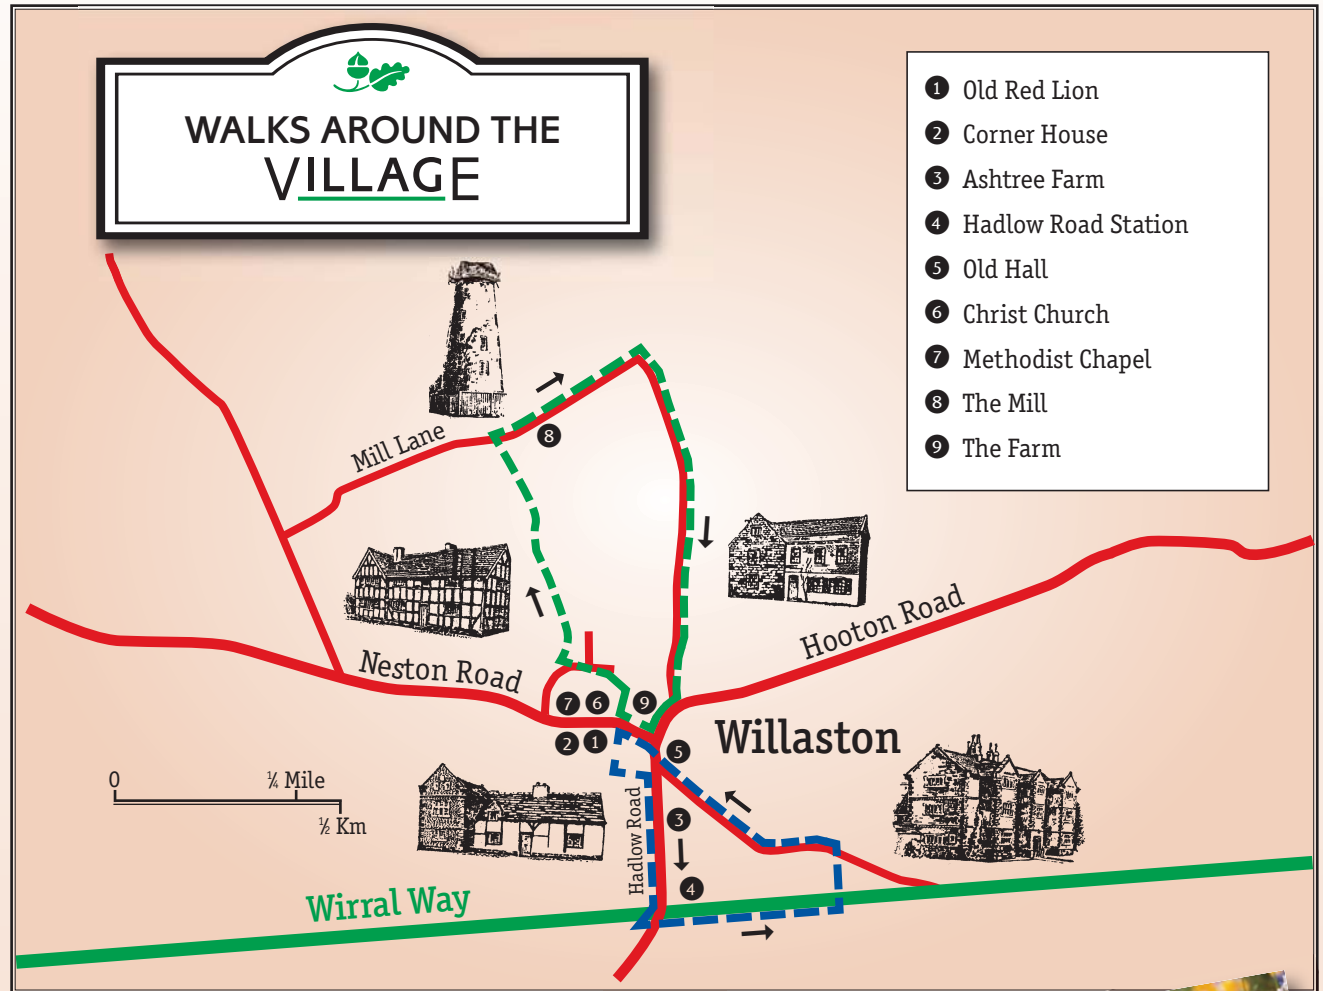 WALKS AROUND THE
VILLAGE
1 Old Red Lion
2 Corner House
3 Ashtree Farm
4 Hadlow Road Station
5 Old Hall
6 Christ Church
7 Methodist Chapel
8 The Mill
9 The Farm
Mill Lane
8
Hooton Road
Neston Road
7 6 9
2 1 5
Willaston
0 ¼ Mile
½ Km
Hadlow Road
3
4
Wirral Way